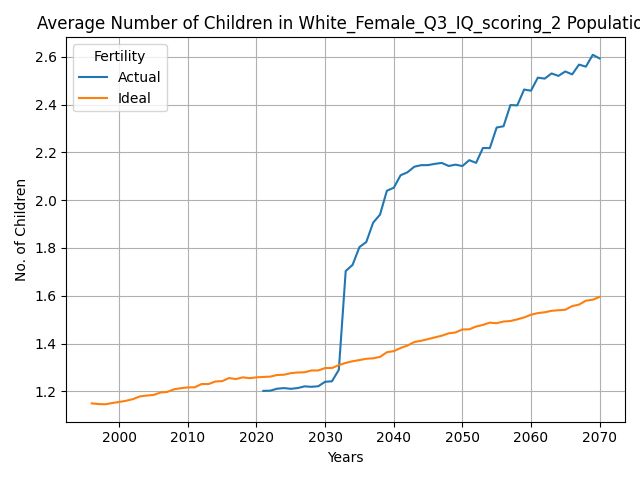 Average Number of Children in White_Female_Q3_IQ_scoring_2 Populatio
Fertility
Actual
Ideal
No. of Children
2.6
2.4
2.2
2.0
1.8
1.6
1.4
1.2
2000 2010 2020 2030 2040 2050 2060 2070
Years